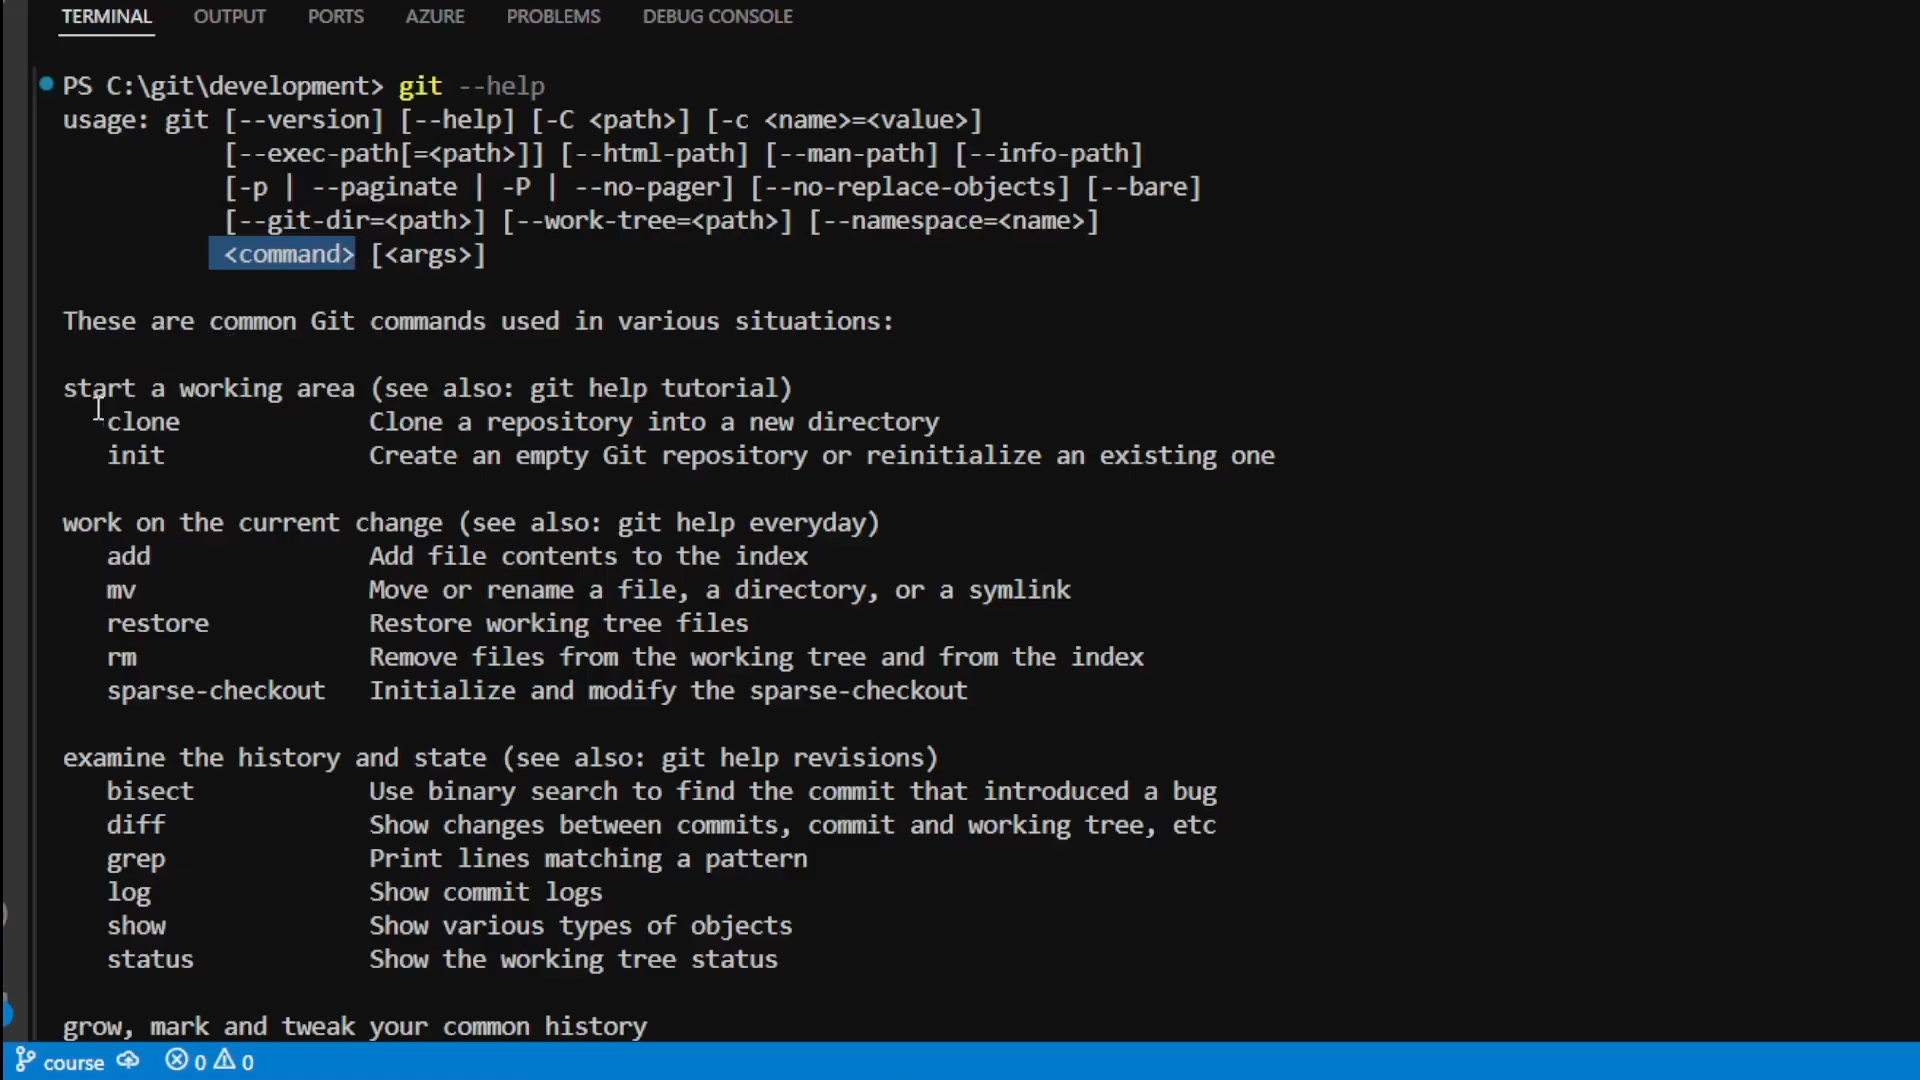 TERMINAL OUTPUT PORTS AZURE PROBLEMS DEBUG CONSOLE
PS C:\git\development> git --help
usage: git [--version] [--help] [-C <path>] [-c <name>=<value>]
[--exec-path[=<path>]] [--html-path] [--man-path] [--info-path]
[-p | --paginate | -P | --no-pager] [--no-replace-objects] [--bare]
[--git-dir=<path>] [--work-tree=<path>] [--namespace=<name>]
<command> [<args>]
These are common Git commands used in various situations:
start a working area (see also: git help tutorial)
clone Clone a repository into a new directory
init Create an empty Git repository or reinitialize an existing one
work on the current change (see also: git help everyday)
add Add file contents to the index
mv Move or rename a file, a directory, or a symlink
restore Restore working tree files
rm Remove files from the working tree and from the index
sparse-checkout Initialize and modify the sparse-checkout
examine the history and state (see also: git help revisions)
bisect Use binary search to find the commit that introduced a bug
diff Show changes between commits, commit and working tree, etc
grep Print lines matching a pattern
log Show commit logs
show Show various types of objects
status Show the working tree status
grow, mark and tweak your common history
course 0 0